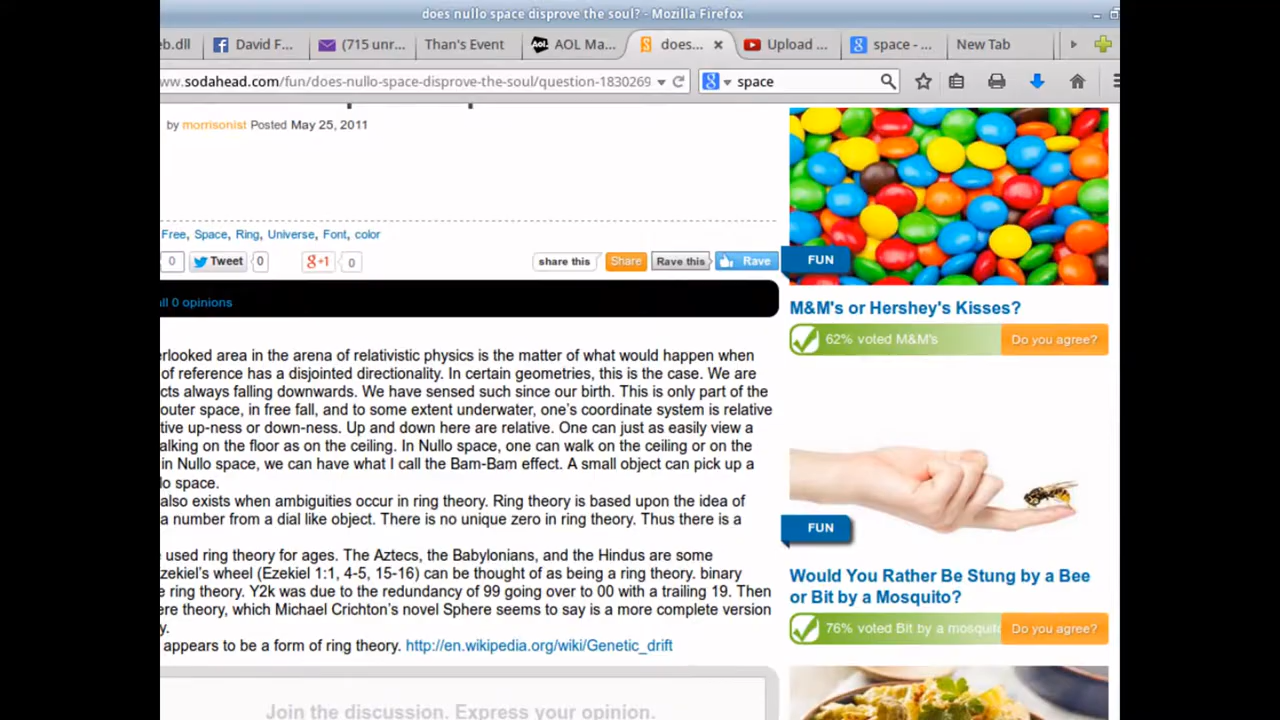 does nullo space disprove the soul? - Mozilla Firefox
eb.dll
David F...
(715 unr...
Than's Event
AOL Ma...
does...
Upload ...
space - ...
New Tab
ww.sodahead.com/fun/does-nullo-space-disprove-the-soul/question-1830269
space
by morrisonist Posted May 25, 2011
Free, Space, Ring, Universe, Font, color
0
Tweet
0
+1
0
share this
Share
Rave this
Rave
all 0 opinions
erlooked area in the arena of relativistic physics is the matter of what would happen when
of reference has a disjointed directionality. In certain geometries, this is the case. We are
cts always falling downwards. We have sensed such since our birth. This is only part of the
outer space, in free fall, and to some extent underwater, one's coordinate system is relative
tive up-ness or down-ness. Up and down here are relative. One can just as easily view a
alking on the floor as on the ceiling. In Nullo space, one can walk on the ceiling or on the
in Nullo space, we can have what I call the Bam-Bam effect. A small object can pick up a
lo space.
also exists when ambiguities occur in ring theory. Ring theory is based upon the idea of
a number from a dial like object. There is no unique zero in ring theory. Thus there is a
e used ring theory for ages. The Aztecs, the Babylonians, and the Hindus are some
zekiel's wheel (Ezekiel 1:1, 4-5, 15-16) can be thought of as being a ring theory. binary
e ring theory. Y2k was due to the redundancy of 99 going over to 00 with a trailing 19. Then
ere theory, which Michael Crichton's novel Sphere seems to say is a more complete version
y.
appears to be a form of ring theory. http://en.wikipedia.org/wiki/Genetic_drift
Join the discussion. Express your opinion.
FUN
M&M's or Hershey's Kisses?
62% voted M&M's
Do you agree?
FUN
Would You Rather Be Stung by a Bee
or Bit by a Mosquito?
76% voted Bit by a mosquito
Do you agree?